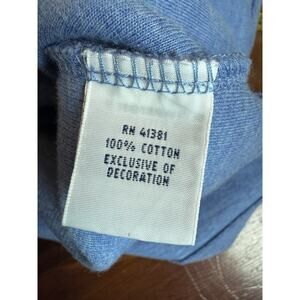 RN 41381
100% COTTON
EXCLUSIVE OF
DECORATION